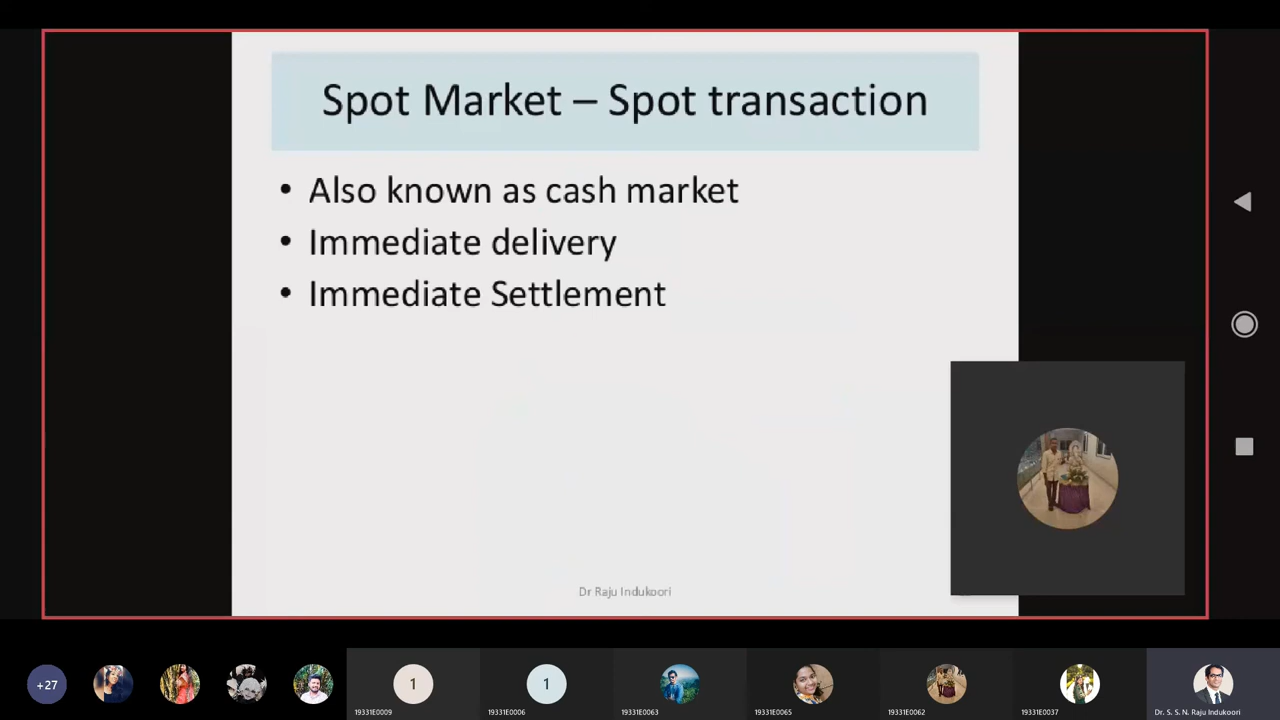 Spot Market – Spot transaction
• Also known as cash market
• Immediate delivery
• Immediate Settlement
Dr Raju Indukoori
+27
1
19331E0009
1
19331E0006
19331E0063
19331E0065
19331E0062
19331E0037
Dr. S. S. N. Raju Indukoori